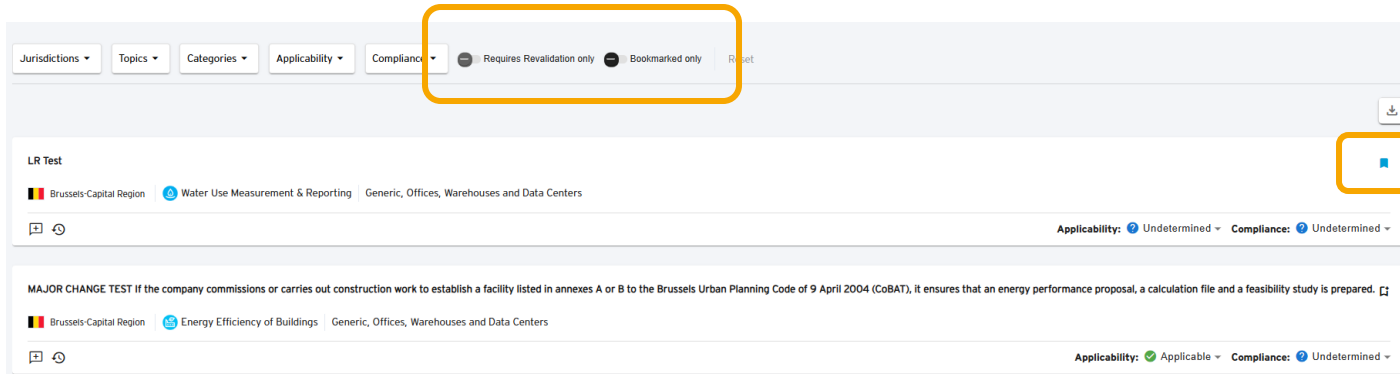 Jurisdictions Topics Categories Applicability Compliance Requires Revalidation only Bookmarked only Reset
LR Test
Brussels-Capital Region Water Use Measurement & Reporting Generic, Offices, Warehouses and Data Centers
Applicability: Undetermined Compliance: Undetermined
MAJOR CHANGE TEST If the company commissions or carries out construction work to establish a facility listed in annexes A or B to the Brussels Urban Planning Code of 9 April 2004 (CoBAT), it ensures that an energy performance proposal, a calculation file and a feasibility study is prepared.
Brussels-Capital Region Energy Efficiency of Buildings Generic, Offices, Warehouses and Data Centers
Applicability: Applicable Compliance: Undetermined